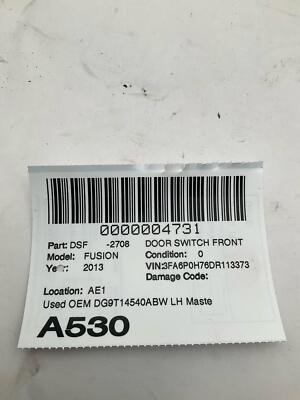 0000004731
Part: DSF -2708 DOOR SWITCH FRONT
Model: FUSION Condition: 0
Year: 2013 VIN:3FA6P0H76DR113373
Damage Code:
Location: AE1
Used OEM DG9T14540ABW LH Maste
A530